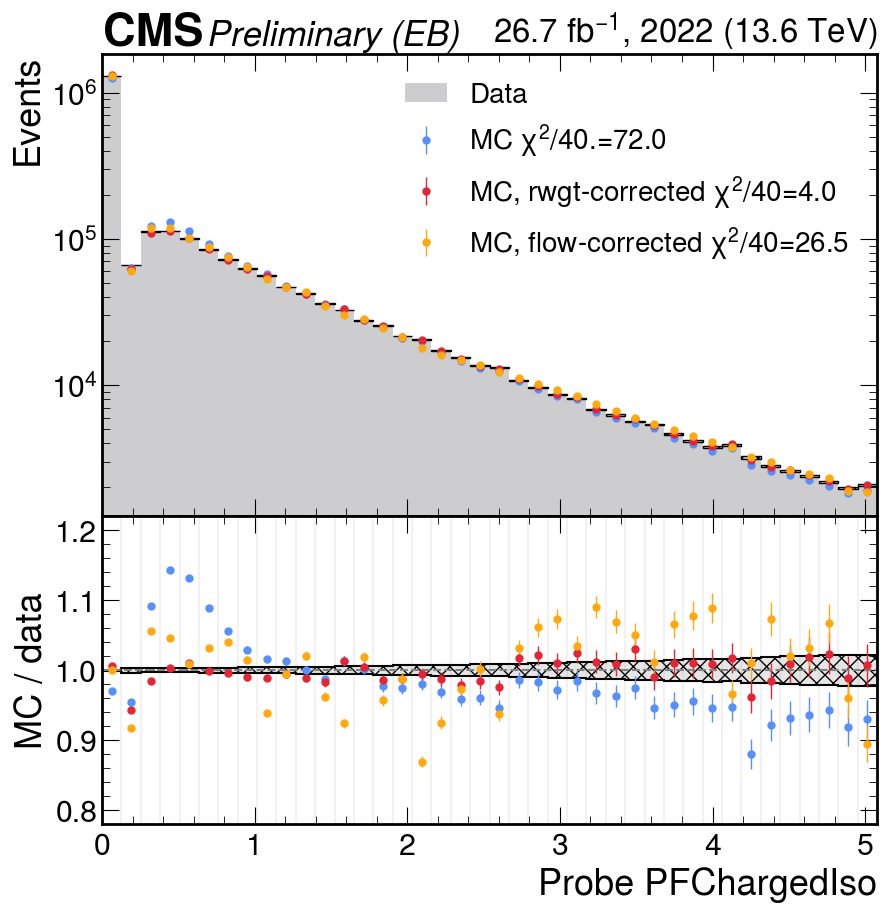 CMS Preliminary (EB) 26.7 fb⁻¹, 2022 (13.6 TeV)
Events
10⁶
10⁵
10⁴
Data
MC χ²/40.=72.0
MC, rwgt-corrected χ²/40=4.0
MC, flow-corrected χ²/40=26.5
MC / data
1.2
1.1
1.0
0.9
0.8
0 1 2 3 4 5
Probe PFChargedIso